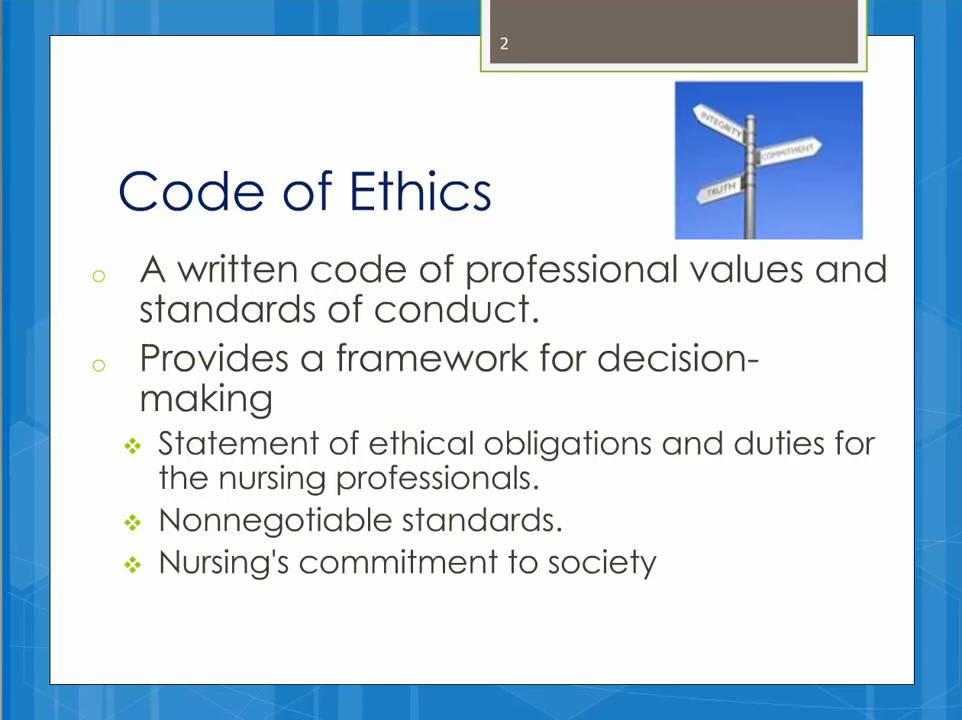 2
INTEGRITY
COMMITMENT
TRUTH
Code of Ethics
A written code of professional values and
standards of conduct.
Provides a framework for decision-
making
Statement of ethical obligations and duties for
the nursing professionals.
Nonnegotiable standards.
Nursing's commitment to society